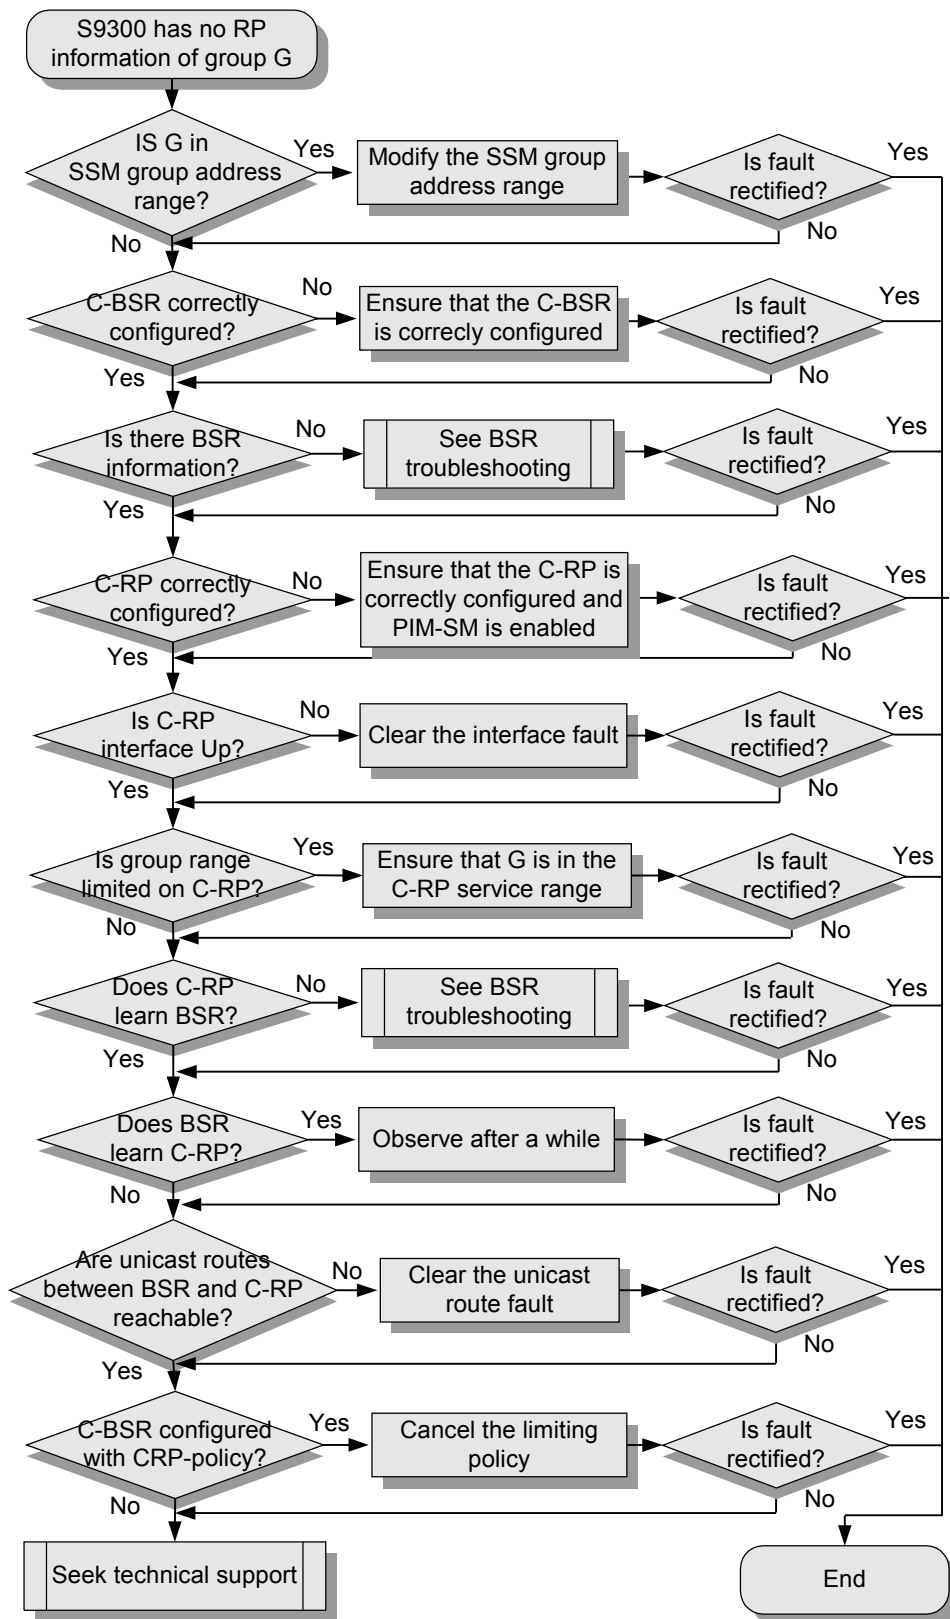 S9300 has no RP
information of group G
IS G in
SSM group address
range?
Yes
Modify the SSM group
address range
Is fault
rectified?
Yes
No
No
C-BSR correctly
configured?
No
Ensure that the C-BSR
is correcly configured
Is fault
rectified?
Yes
Yes
No
Is there BSR
information?
No
See BSR
troubleshooting
Is fault
rectified?
Yes
Yes
No
C-RP correctly
configured?
No
Ensure that the C-RP is
correctly configured and
PIM-SM is enabled
Is fault
rectified?
Yes
Yes
No
Is C-RP
interface Up?
No
Clear the interface fault
Is fault
rectified?
Yes
Yes
No
Is group range
limited on C-RP?
Yes
Ensure that G is in the
C-RP service range
Is fault
rectified?
Yes
No
No
Does C-RP
learn BSR?
No
See BSR
troubleshooting
Is fault
rectified?
Yes
Yes
No
Does BSR
learn C-RP?
Yes
Observe after a while
Is fault
rectified?
Yes
No
No
Are unicast routes
between BSR and C-RP
reachable?
No
Clear the unicast
route fault
Is fault
rectified?
Yes
Yes
No
C-BSR configured
with CRP-policy?
Yes
Cancel the limiting
policy
Is fault
rectified?
Yes
No
No
Seek technical support
End